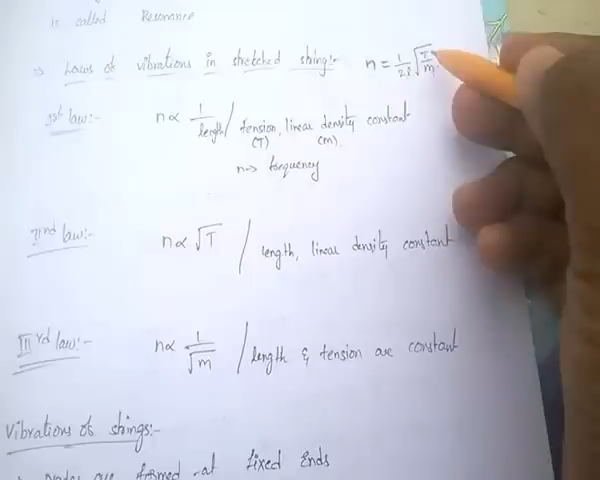 is called Resonance
→ Laws of vibrations in stretched string:- n = 1/2l √T/m
Ist law:- n ∝ 1/length / tension, linear density constant
(T) (m).
n→ frequency
IInd law:- n ∝ √T / length, linear density constant
IIIrd law:- n ∝ 1/√m / length & tension are constant
Vibrations of strings:-
→ Nodes are formed at fixed Ends